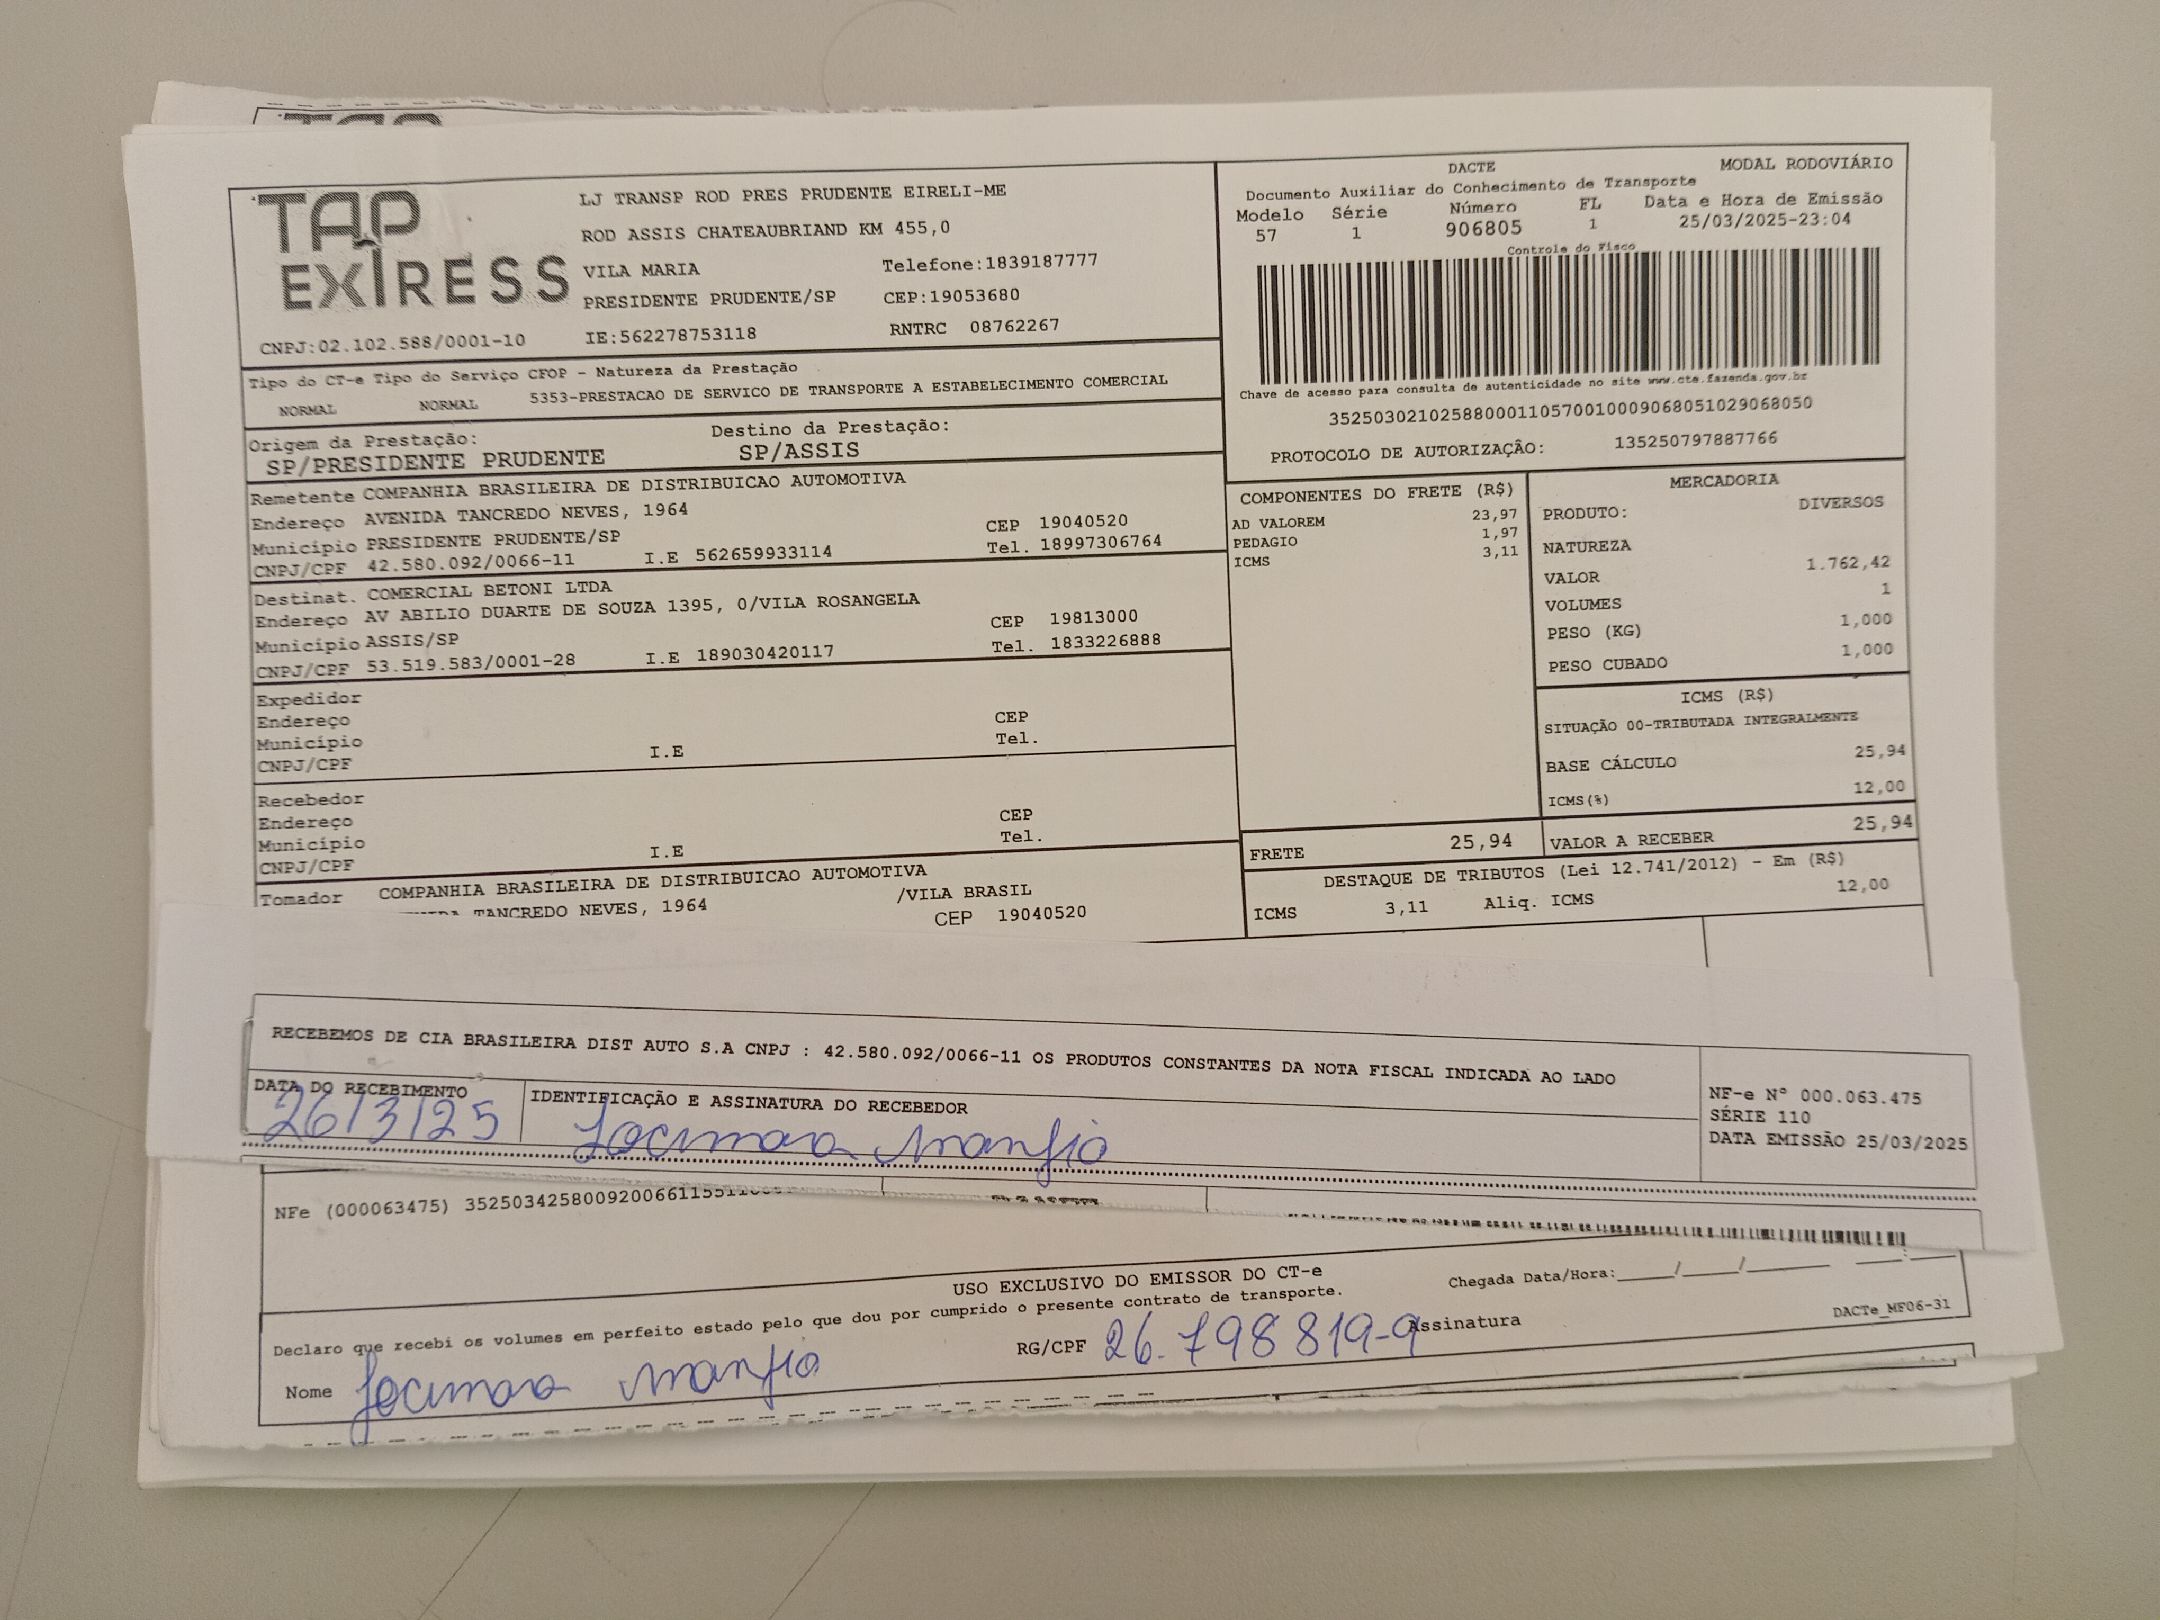 TAP
EXPRESS
CNPJ:02.102.588/0001-10
LJ TRANSP ROD PRES PRUDENTE EIRELI-ME
ROD ASSIS CHATEAUBRIAND KM 455,0
VILA MARIA Telefone:1839187777
PRESIDENTE PRUDENTE/SP CEP:19053680
IE:562278753118 RNTRC 08762267
DACTE MODAL RODOVIÁRIO
Documento Auxiliar do Conhecimento de Transporte
Modelo Série Número FL Data e Hora de Emissão
57 1 906805 1 25/03/2025-23:04
Controle do Fisco
Chave de acesso para consulta de autenticidade no site www.cte.fazenda.gov.br
35250302102588000110570010009068051029068050
PROTOCOLO DE AUTORIZAÇÃO: 135250797887766
Tipo do CT-e Tipo do Serviço CFOP - Natureza da Prestação
NORMAL NORMAL 5353-PRESTACAO DE SERVICO DE TRANSPORTE A ESTABELECIMENTO COMERCIAL
Origem da Prestação: Destino da Prestação:
SP/PRESIDENTE PRUDENTE SP/ASSIS
Remetente COMPANHIA BRASILEIRA DE DISTRIBUICAO AUTOMOTIVA
Endereço AVENIDA TANCREDO NEVES, 1964 CEP 19040520
Município PRESIDENTE PRUDENTE/SP Tel. 18997306764
CNPJ/CPF 42.580.092/0066-11 I.E 562659933114
Destinat. COMERCIAL BETONI LTDA
Endereço AV ABILIO DUARTE DE SOUZA 1395, 0/VILA ROSANGELA CEP 19813000
Município ASSIS/SP Tel. 1833226888
CNPJ/CPF 53.519.583/0001-28 I.E 189030420117
Expedidor
Endereço CEP
Município Tel.
CNPJ/CPF I.E
Recebedor
Endereço CEP
Município Tel.
CNPJ/CPF I.E
Tomador COMPANHIA BRASILEIRA DE DISTRIBUICAO AUTOMOTIVA
TANCREDO NEVES, 1964 /VILA BRASIL
CEP 19040520
COMPONENTES DO FRETE (R$)
AD VALOREM 23,97
PEDAGIO 1,97
ICMS 3,11
MERCADORIA
PRODUTO: DIVERSOS
NATUREZA
VALOR 1.762,42
VOLUMES 1
PESO (KG) 1,000
PESO CUBADO 1,000
ICMS (R$)
SITUAÇÃO 00-TRIBUTADA INTEGRALMENTE
BASE CÁLCULO 25,94
ICMS(%) 12,00
FRETE 25,94 VALOR A RECEBER 25,94
DESTAQUE DE TRIBUTOS (Lei 12.741/2012) - Em (R$)
ICMS 3,11 Aliq. ICMS 12,00
RECEBEMOS DE CIA BRASILEIRA DIST AUTO S.A CNPJ : 42.580.092/0066-11 OS PRODUTOS CONSTANTES DA NOTA FISCAL INDICADA AO LADO
DATA DO RECEBIMENTO IDENTIFICAÇÃO E ASSINATURA DO RECEBEDOR
26/3/25 Jocimara Manfio
NF-e N° 000.063.475
SÉRIE 110
DATA EMISSÃO 25/03/2025
NFe (000063475)
USO EXCLUSIVO DO EMISSOR DO CT-e
Declaro que recebi os volumes em perfeito estado pelo que dou por cumprido o presente contrato de transporte.
Chegada Data/Hora:_____/_____/_______ ____:____
DACTe_MF06-31
Nome Jocimara Manfio RG/CPF 26.798819-9 Assinatura